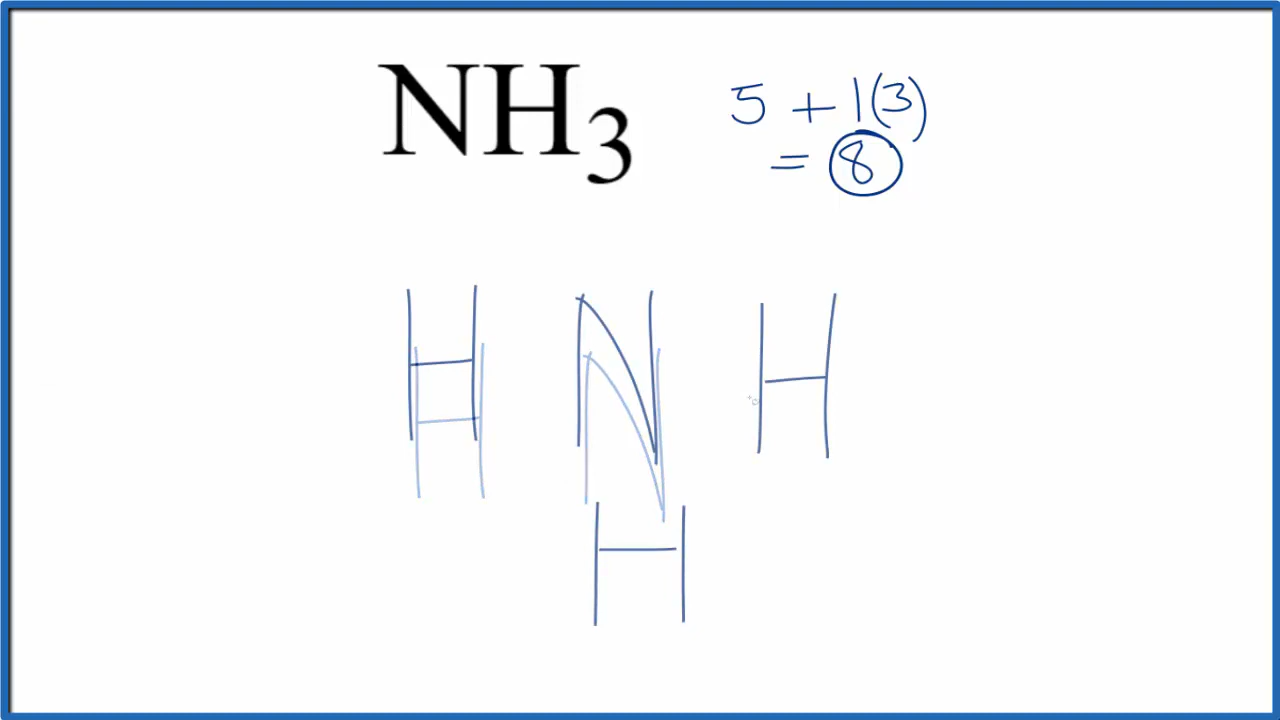 NH₃
5 + 1(3)
= 8
H N H
H